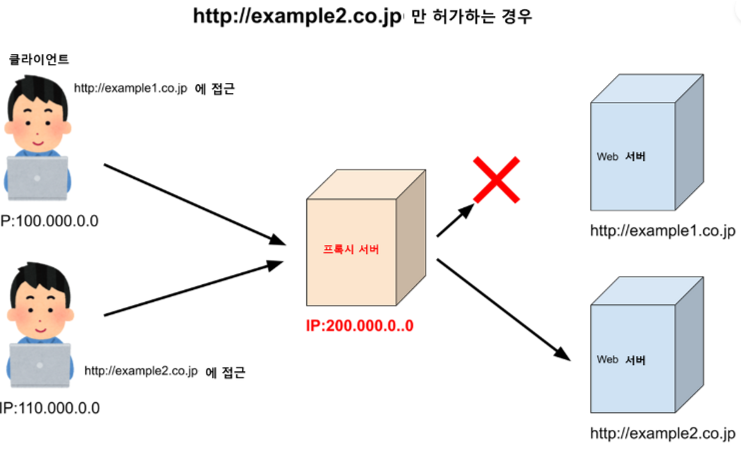 http://example2.co.jp 만 허가하는 경우
클라이언트
http://example1.co.jp 에 접근
P:100.000.0.0
프록시 서버
IP:200.000.0..0
http://example2.co.jp 에 접근
IP:110.000.0.0
Web 서버
http://example1.co.jp
Web 서버
http://example2.co.jp